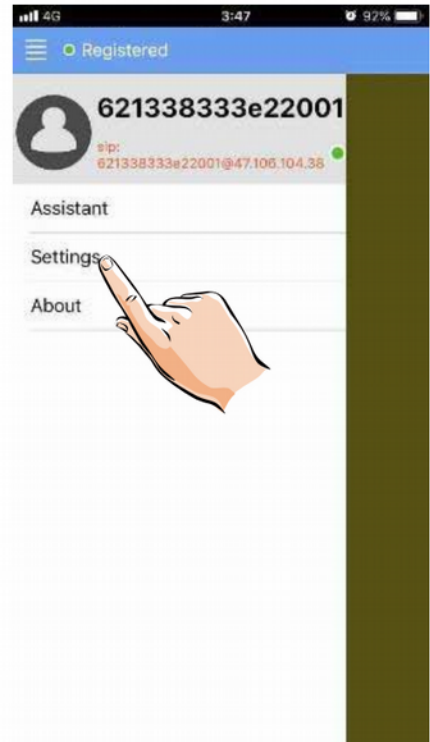 4G 3:47 92%
Registered
621338333e22001
sip:
621338333e22001@47.106.104.38
Assistant
Settings
About